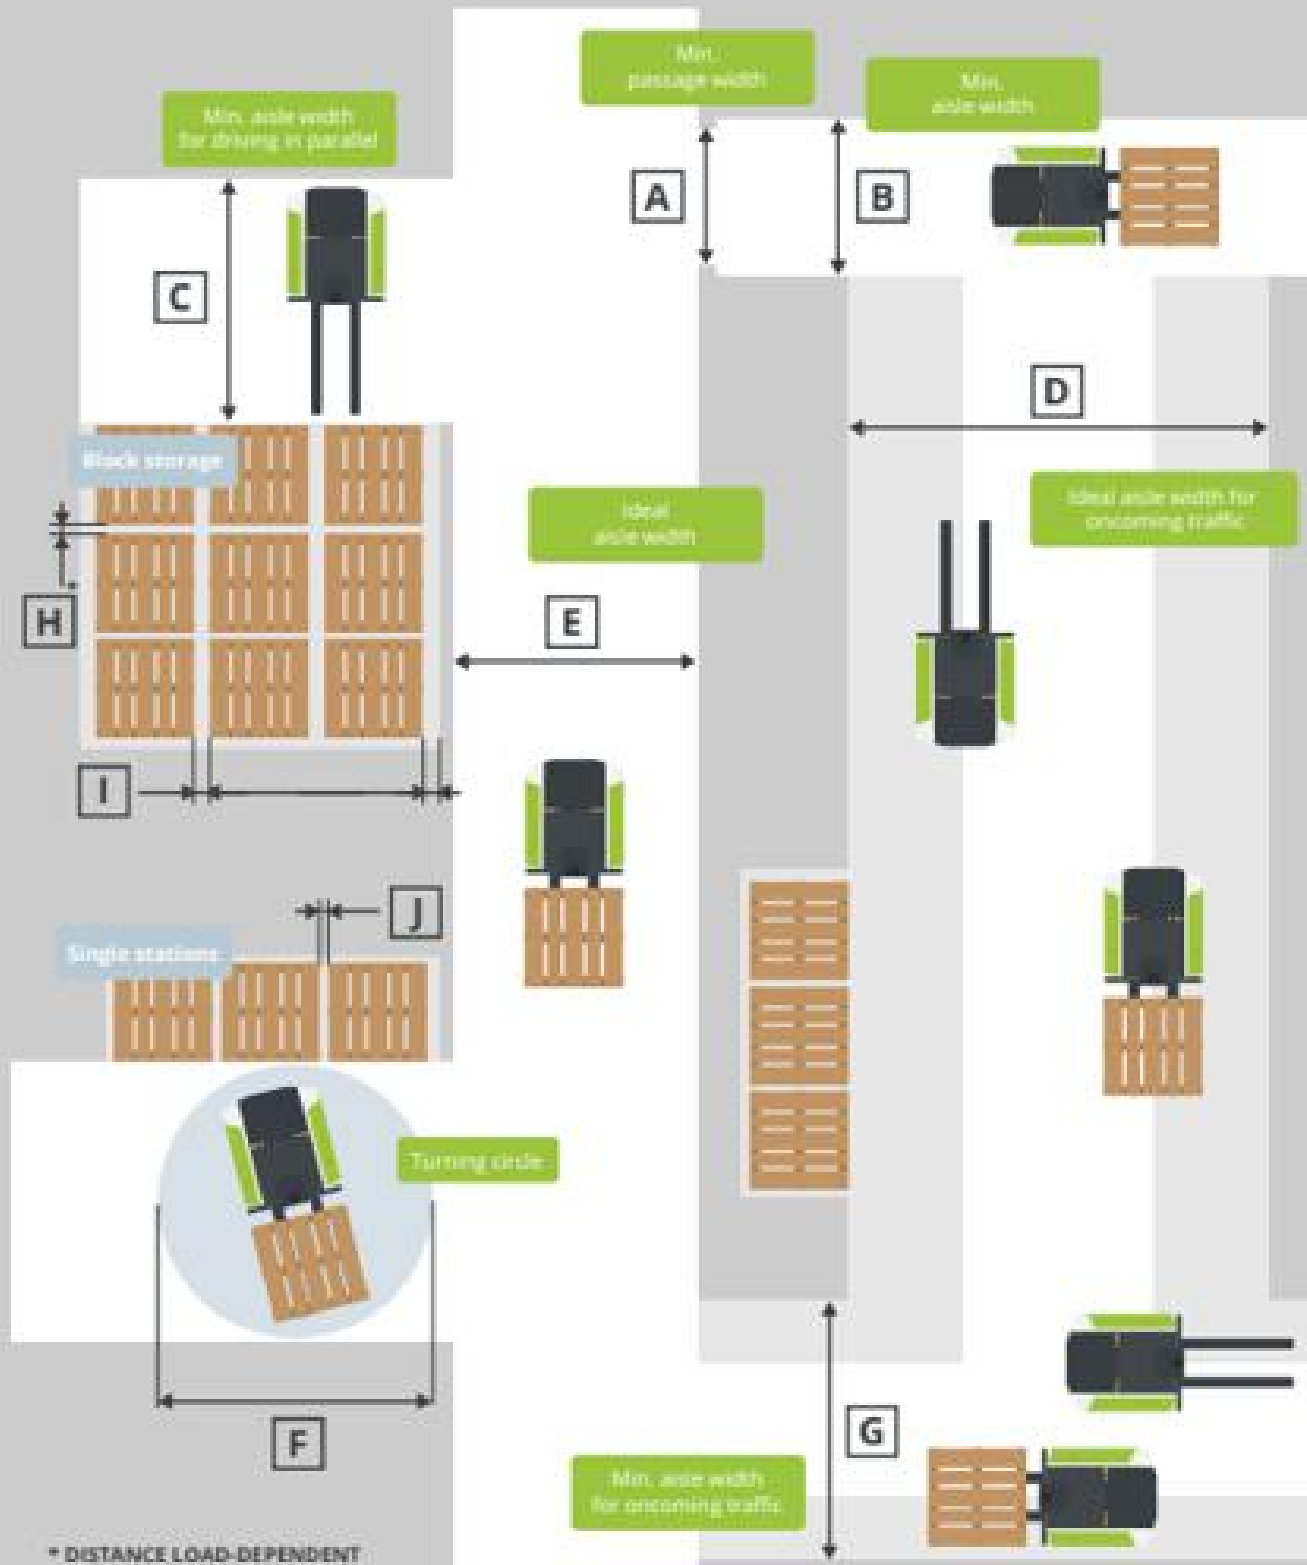 Min.
passage width
Min.
aisle width
Min. aisle width
for driving in parallel
A
B
C
D
Block storage
Ideal
aisle width
Ideal aisle width for
oncoming traffic
H
*
E
I
J
Single stations
Turning circle
F
G
Min. aisle width
for oncoming traffic
* DISTANCE LOAD-DEPENDENT